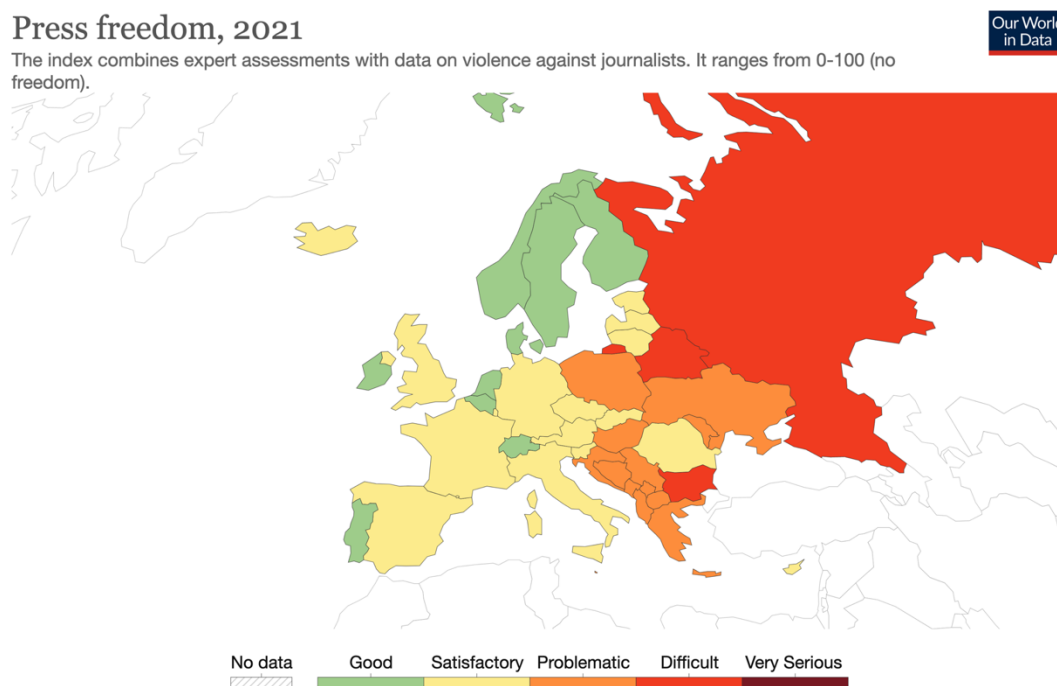 Press freedom, 2021
Our World
in Data
The index combines expert assessments with data on violence against journalists. It ranges from 0-100 (no
freedom).
No data Good Satisfactory Problematic Difficult Very Serious